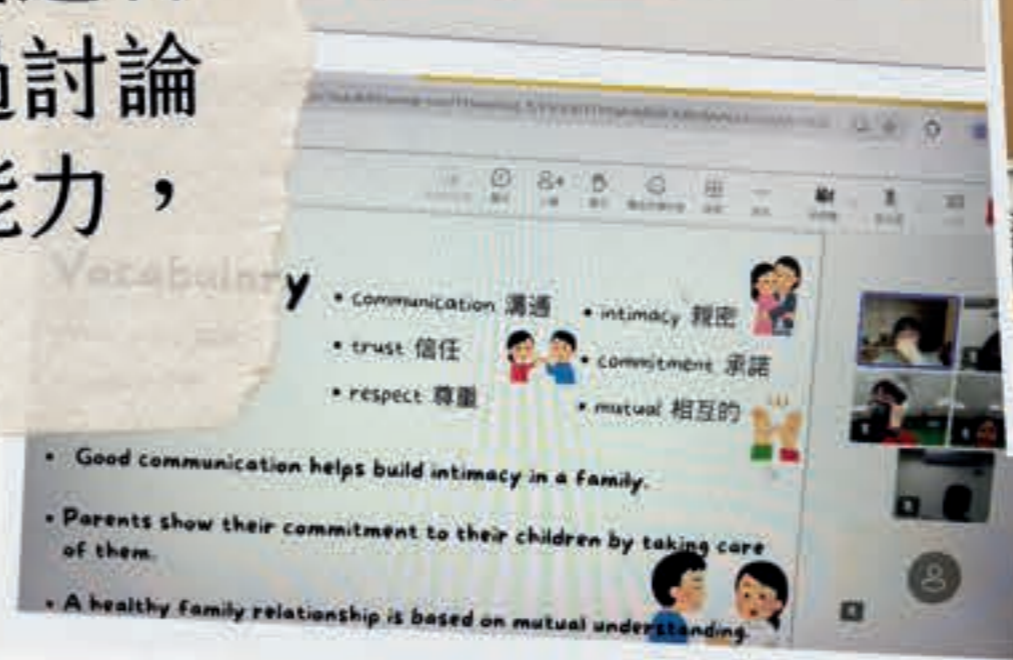 討論
能力，
Vocabulary
• communication 溝通
• intimacy 親密
• trust 信任
• commitment 承諾
• respect 尊重
• mutual 相互的
• Good communication helps build intimacy in a family.
• Parents show their commitment to their children by taking care
of them.
• A healthy family relationship is based on mutual understanding.